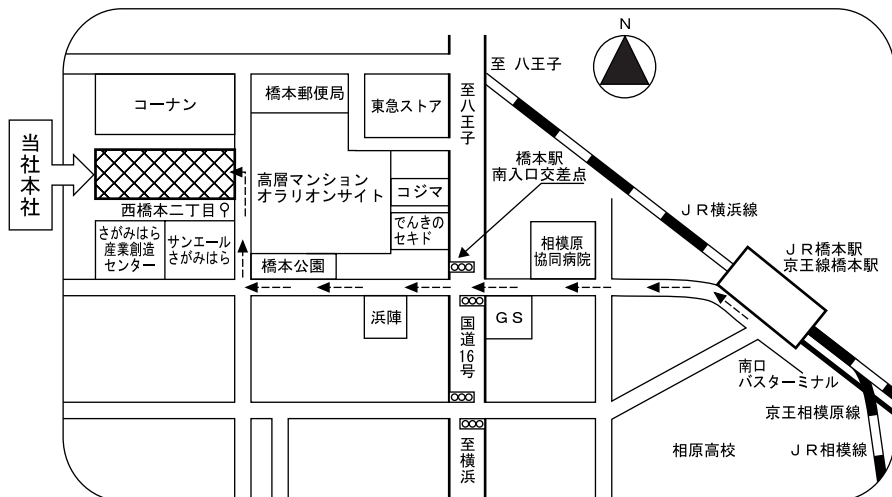 N
至 八王子
コーナン
橋本郵便局
東急ストア
至八王子
橋本駅
南入口交差点
当社本社
高層マンション
オラリオンサイト
コジマ
ＪＲ横浜線
西橋本二丁目
でんきの
セキド
さがみはら
産業創造
センター
サンエール
さがみはら
相模原
協同病院
ＪＲ橋本駅
京王線橋本駅
橋本公園
浜陣
国道16号
ＧＳ
南口
バスターミナル
京王相模原線
至横浜
相原高校
ＪＲ相模線